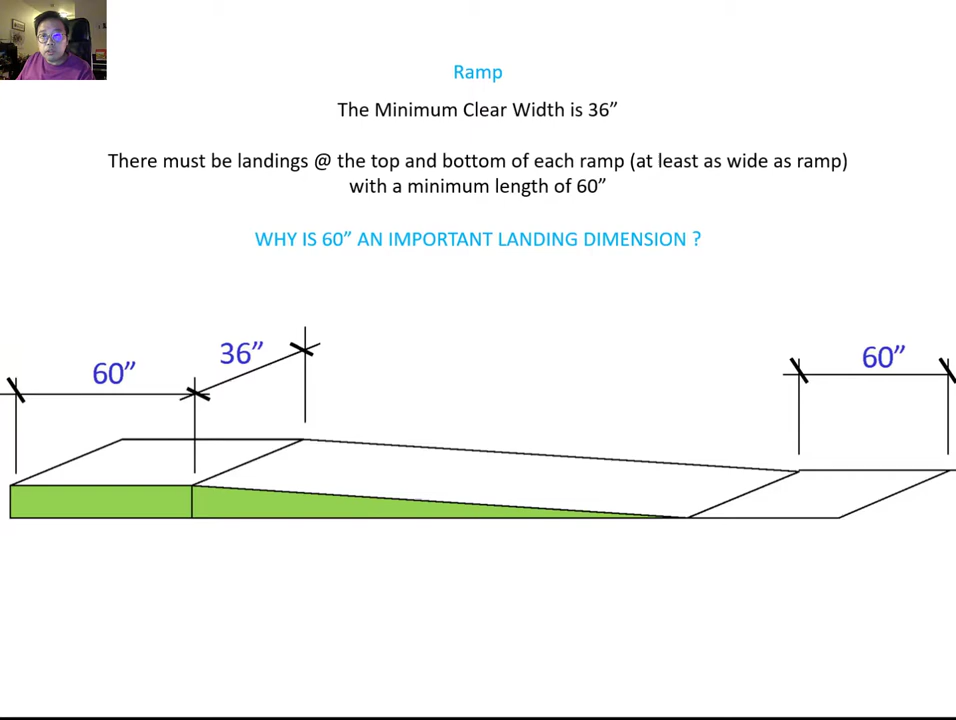 Ramp
The Minimum Clear Width is 36”
There must be landings @ the top and bottom of each ramp (at least as wide as ramp)
with a minimum length of 60”
WHY IS 60” AN IMPORTANT LANDING DIMENSION ?
36”
60”
60”